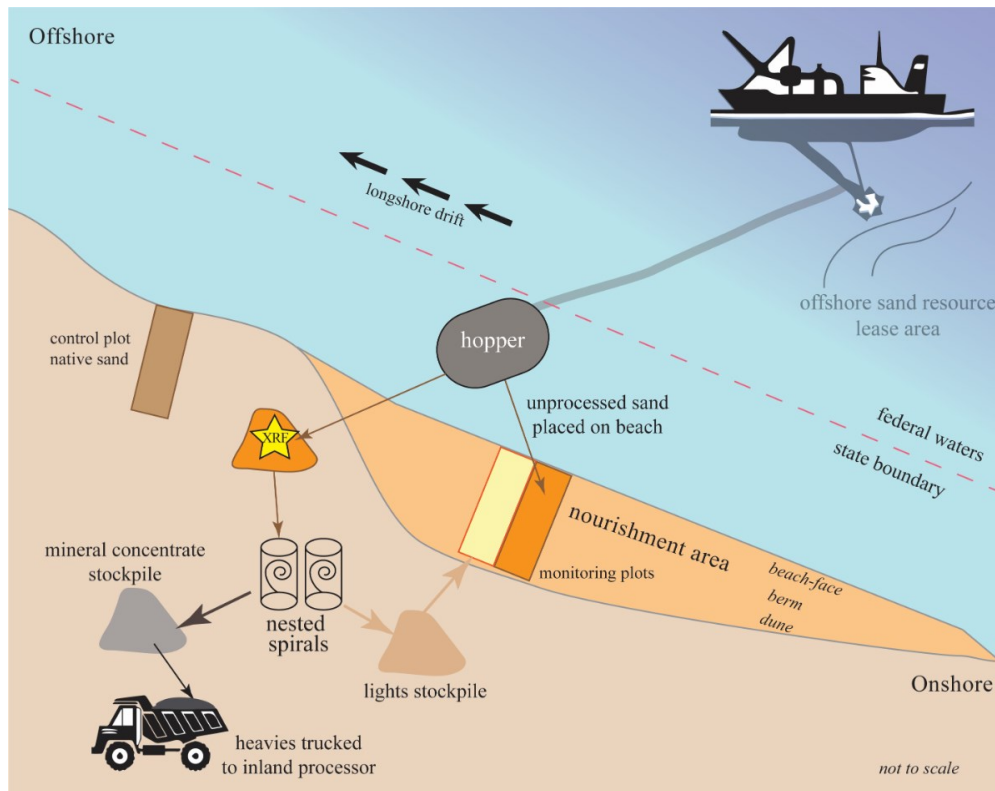 Offshore
longshore drift
offshore sand resource
lease area
control plot
native sand
hopper
unprocessed sand
placed on beach
federal waters
state boundary
XRF
nourishment area
beach-face
berm
dune
monitoring plots
mineral concentrate
stockpile
nested
spirals
lights stockpile
Onshore
heavies trucked
to inland processor
not to scale